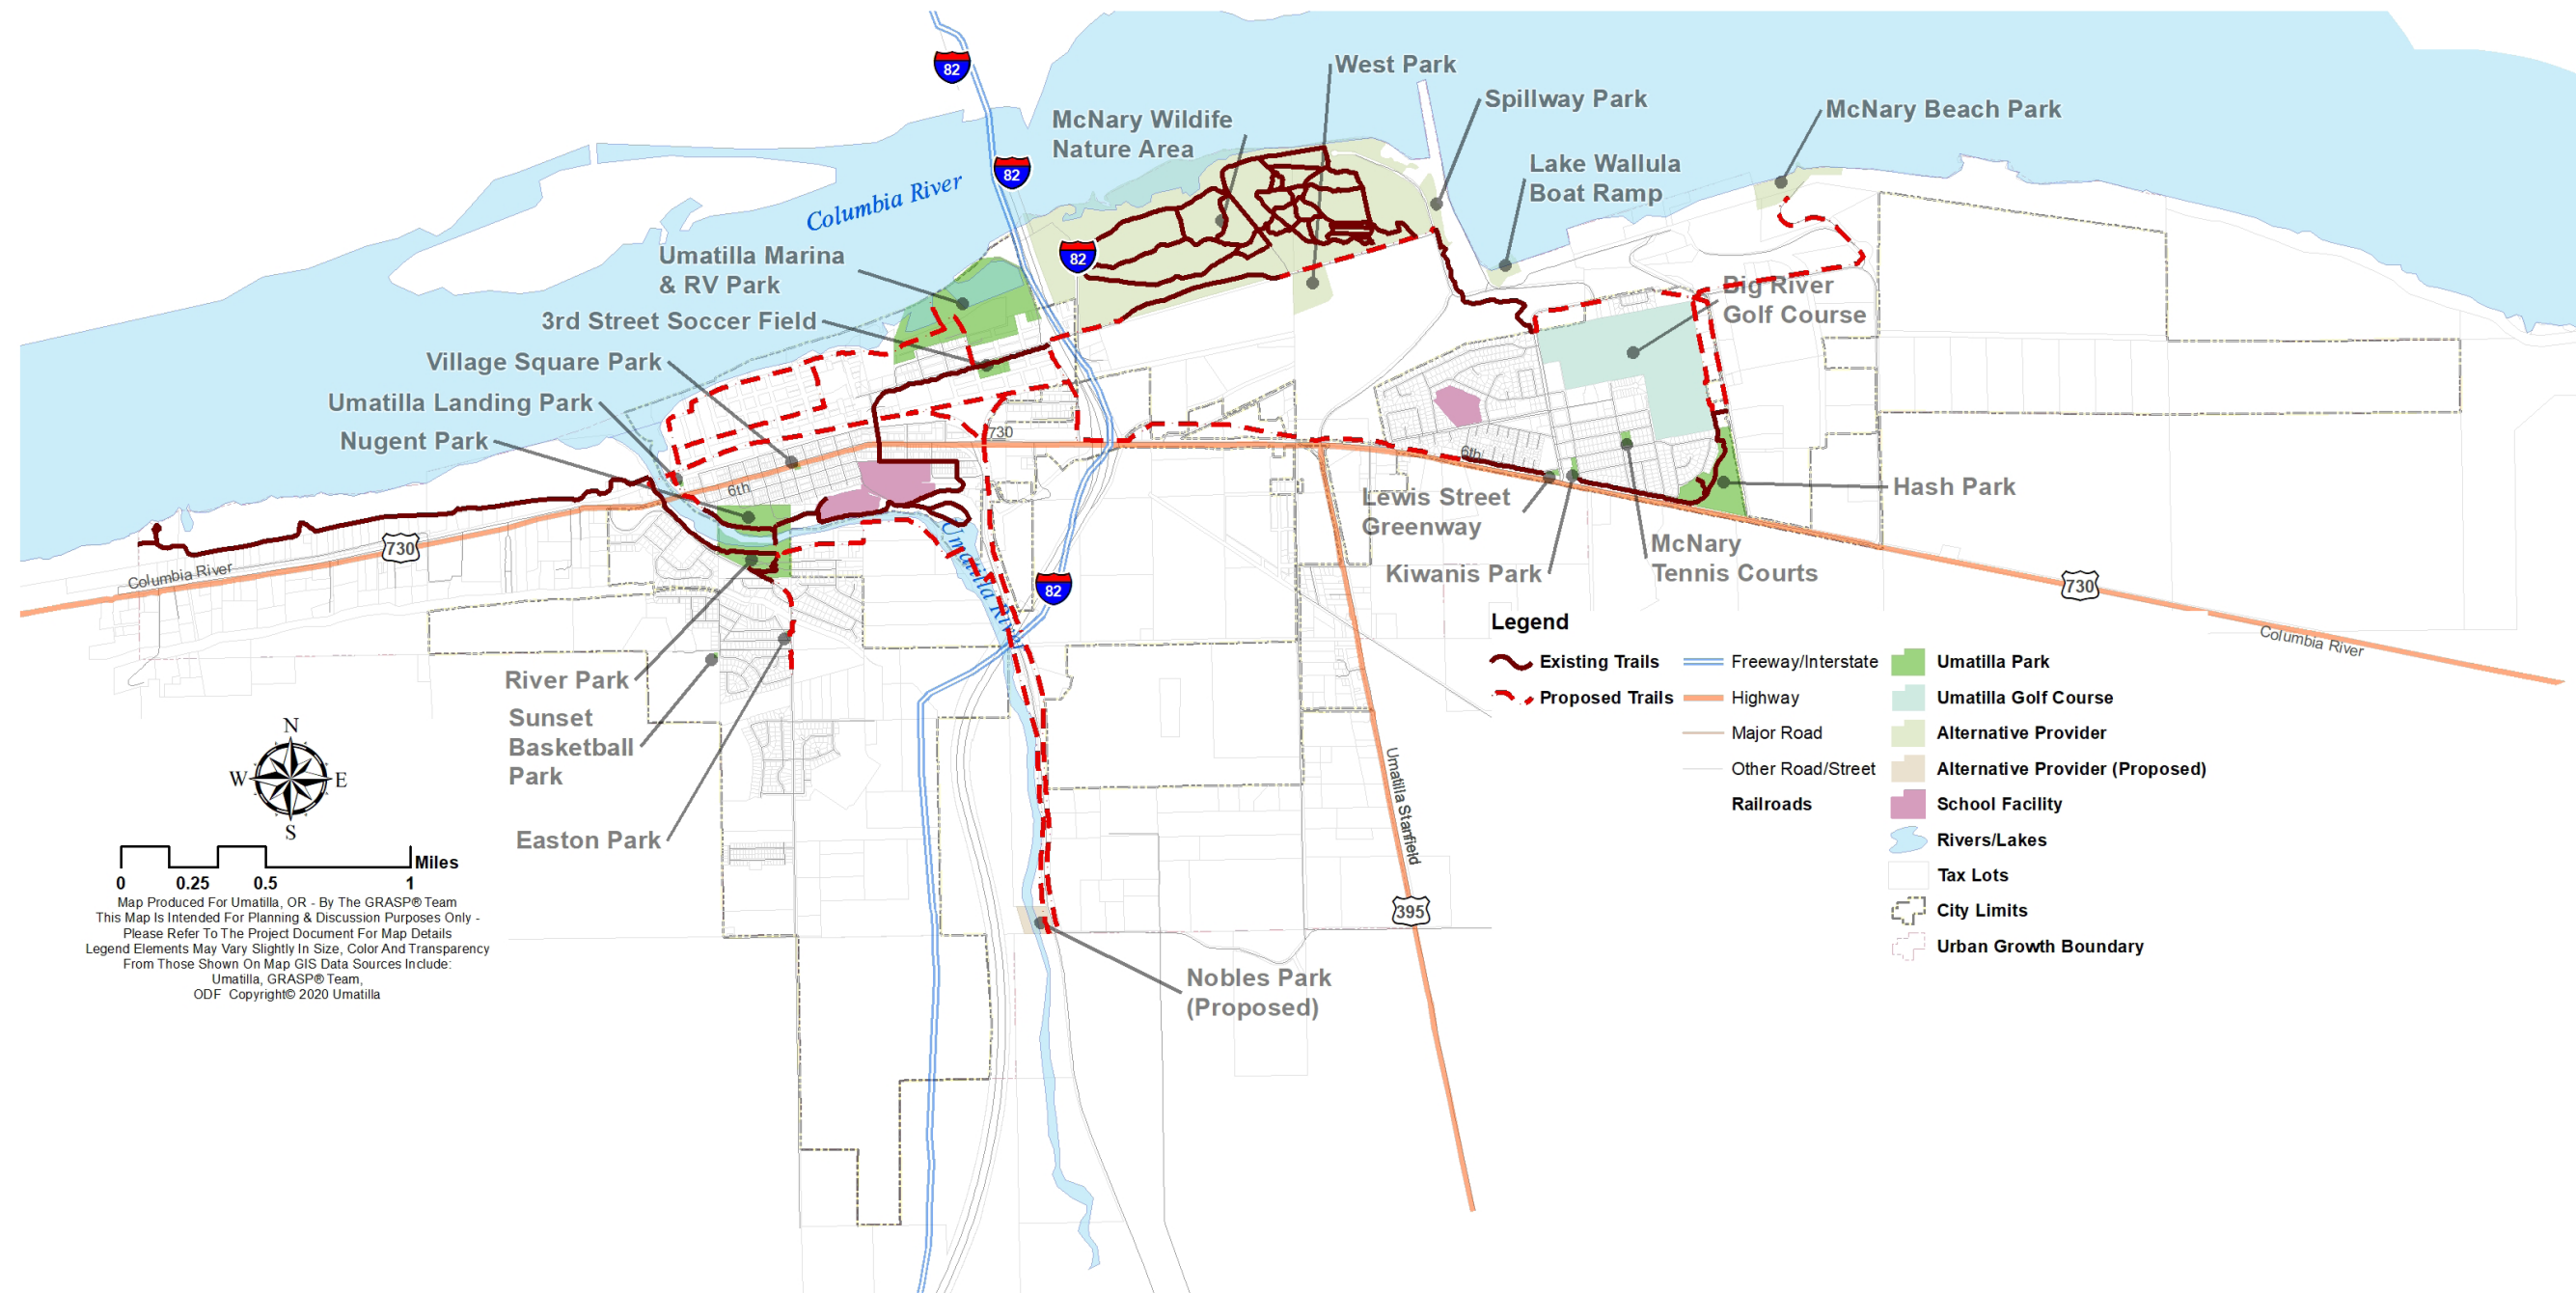 82
West Park
Spillway Park
McNary Beach Park
McNary Wildife
Nature Area
82
Lake Wallula
Boat Ramp
Columbia River
Umatilla Marina
& RV Park
82
3rd Street Soccer Field
Big River
Golf Course
Village Square Park
Umatilla Landing Park
Nugent Park
730
6th
6th
Hash Park
Lewis Street
Greenway
730
Columbia River
Umatilla River
McNary
Tennis Courts
Kiwanis Park
82
730
Columbia River
River Park
Sunset
Basketball
Park
Easton Park
Umatilla Stanfield
395
Nobles Park
(Proposed)
Legend
Existing Trails
Proposed Trails
Freeway/Interstate
Highway
Major Road
Other Road/Street
Railroads
Umatilla Park
Umatilla Golf Course
Alternative Provider
Alternative Provider (Proposed)
School Facility
Rivers/Lakes
Tax Lots
City Limits
Urban Growth Boundary
N
W E
S
Miles
0 0.25 0.5 1
Map Produced For Umatilla, OR - By The GRASP® Team
This Map Is Intended For Planning & Discussion Purposes Only -
Please Refer To The Project Document For Map Details
Legend Elements May Vary Slightly In Size, Color And Transparency
From Those Shown On Map GIS Data Sources Include:
Umatilla, GRASP® Team,
ODF Copyright© 2020 Umatilla